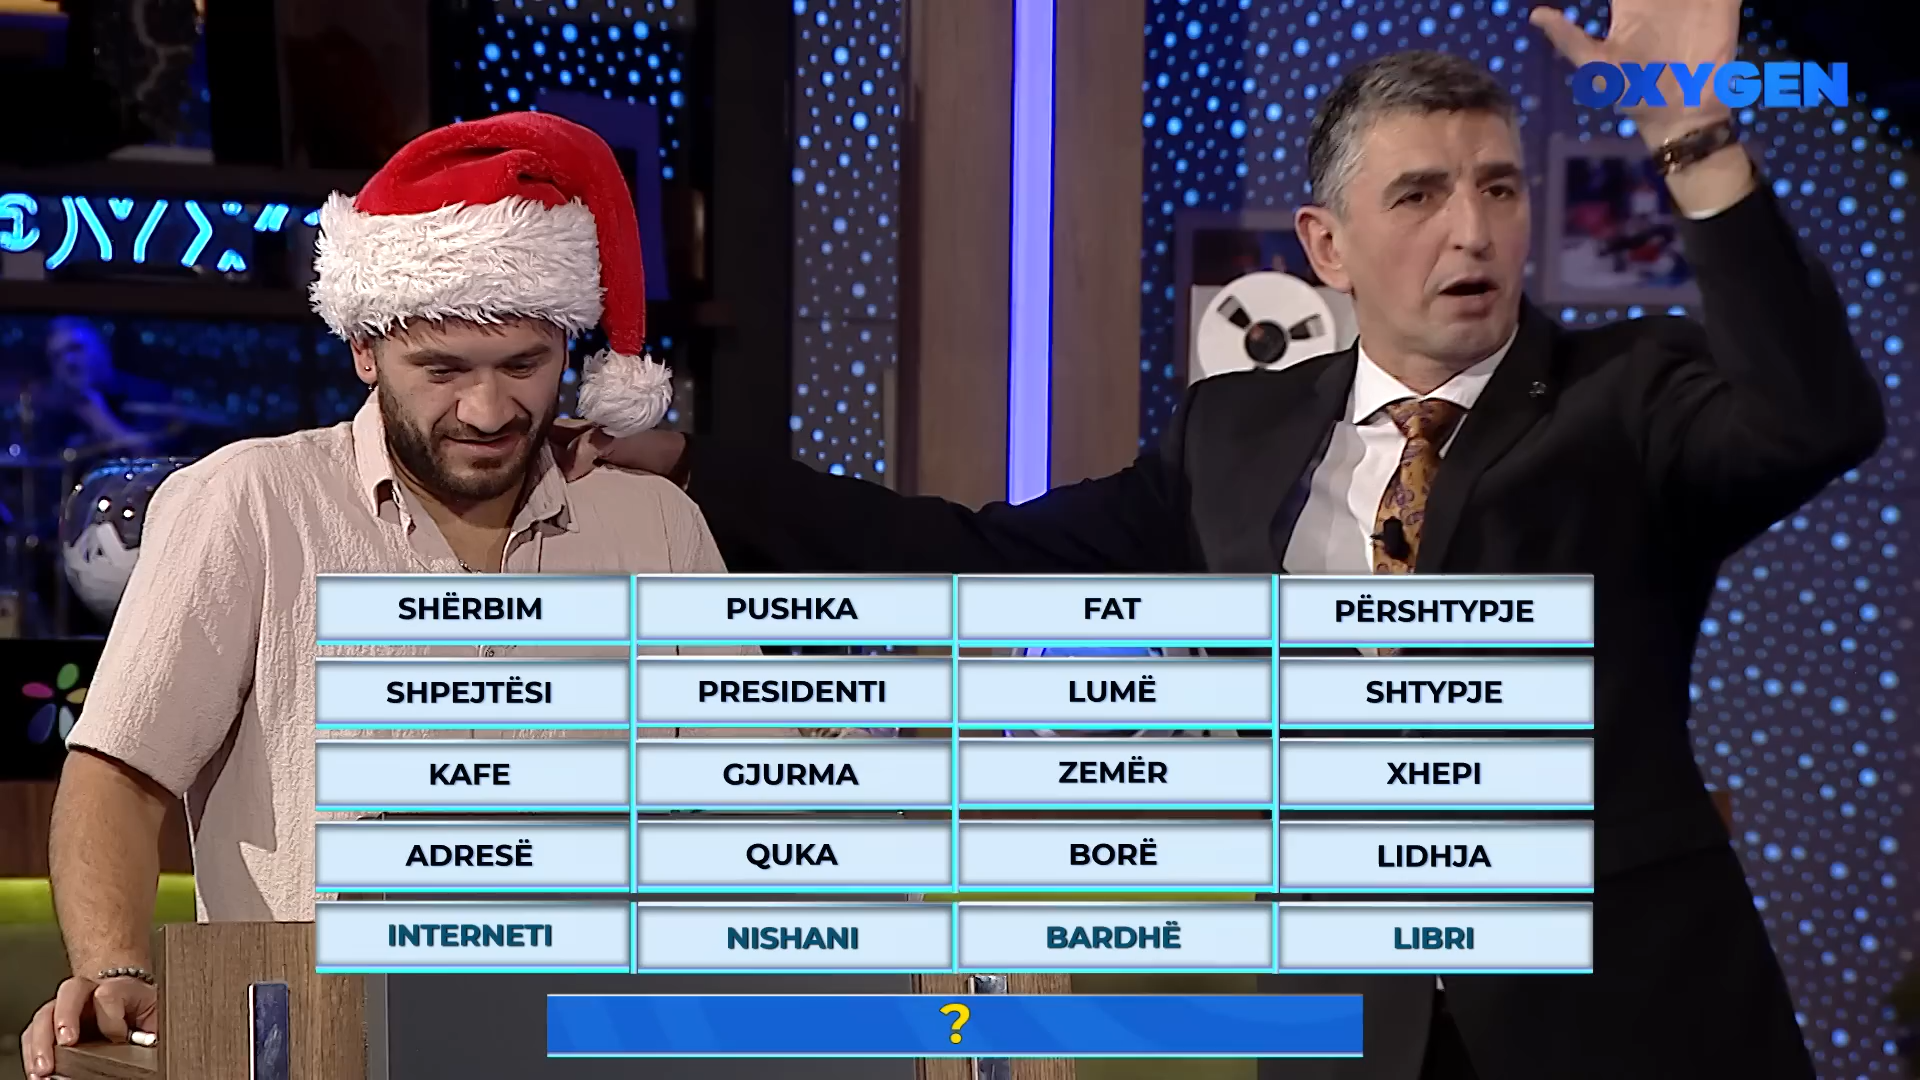 OXYGEN
SHËRBIM PUSHKA FAT PËRSHTYPJE
SHPEJTËSI PRESIDENTI LUMË SHTYPJE
KAFE GJURMA ZEMËR XHEPI
ADRESË QUKA BORË LIDHJA
INTERNETI NISHANI BARDHË LIBRI
?